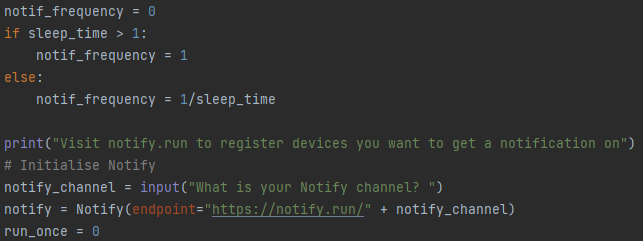 notif_frequency = 0
if sleep_time > 1:
    notif_frequency = 1
else:
    notif_frequency = 1/sleep_time

print("Visit notify.run to register devices you want to get a notification on")
# Initialise Notify
notify_channel = input("What is your Notify channel? ")
notify = Notify(endpoint="https://notify.run/" + notify_channel)
run_once = 0